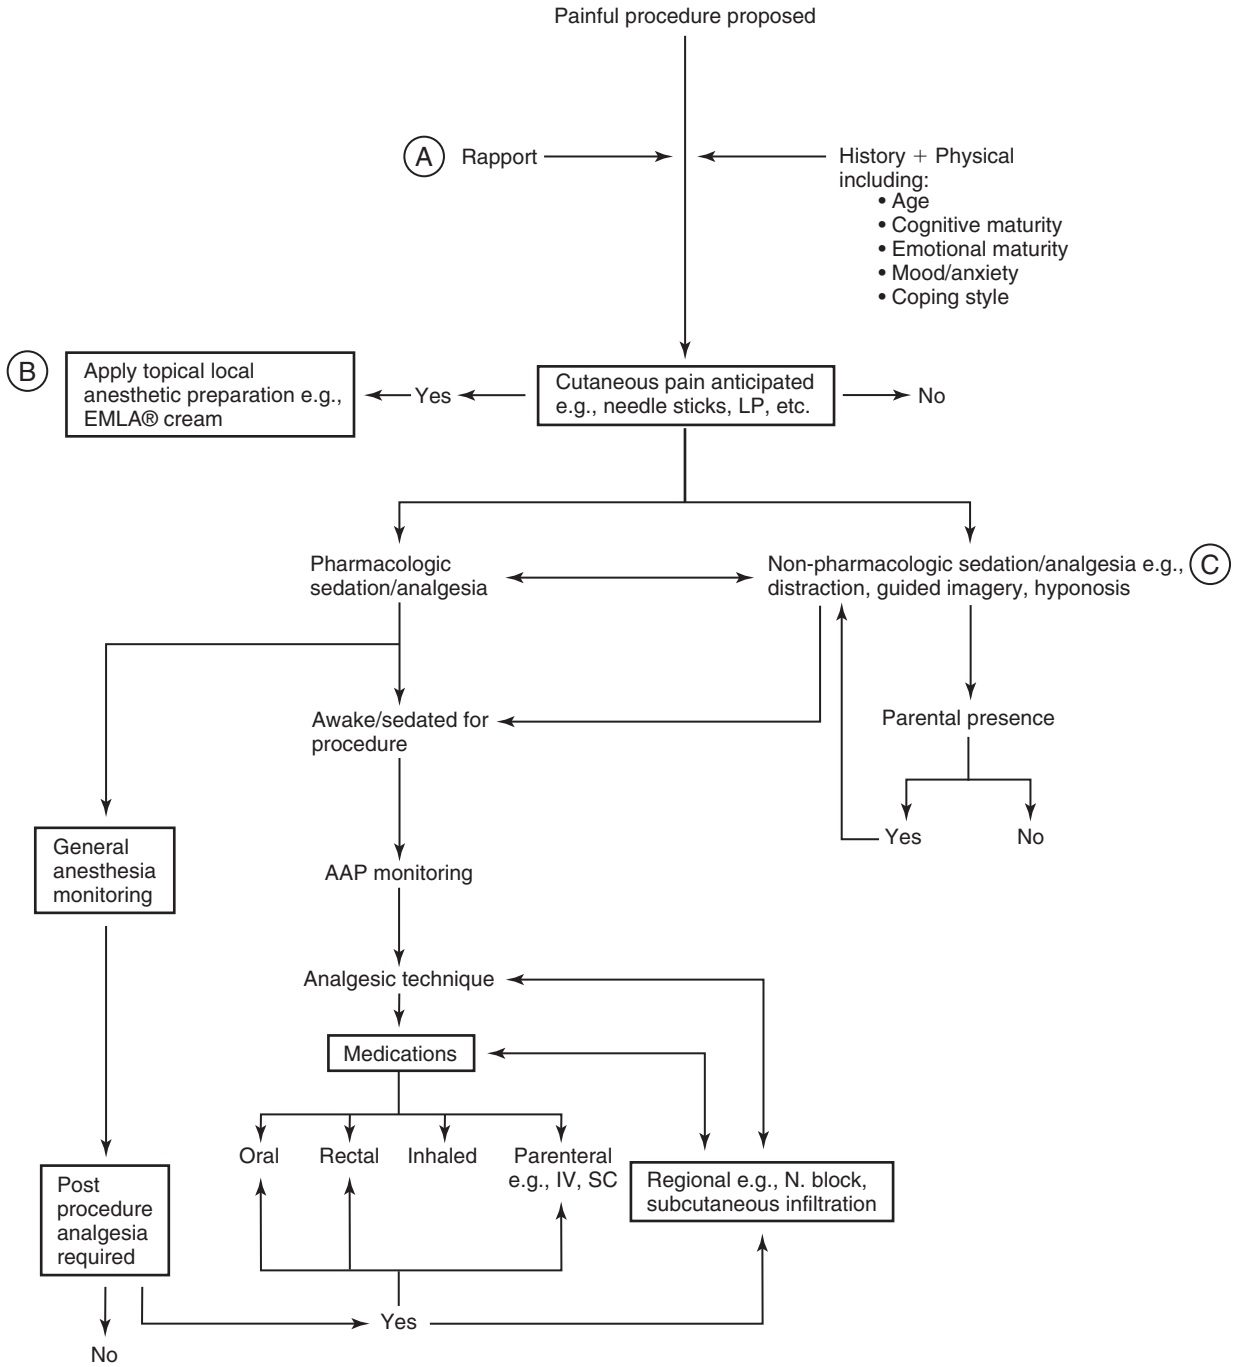 Painful procedure proposed
A
Rapport
History + Physical
including:
• Age
• Cognitive maturity
• Emotional maturity
• Mood/anxiety
• Coping style
B
Apply topical local
anesthetic preparation e.g.,
EMLA® cream
Yes
Cutaneous pain anticipated
e.g., needle sticks, LP, etc.
No
Pharmacologic
sedation/analgesia
Non-pharmacologic sedation/analgesia e.g.,
distraction, guided imagery, hyponosis
C
Awake/sedated for
procedure
Parental presence
Yes
No
General
anesthesia
monitoring
AAP monitoring
Analgesic technique
Medications
Oral
Rectal
Inhaled
Parenteral
e.g., IV, SC
Regional e.g., N. block,
subcutaneous infiltration
Post
procedure
analgesia
required
Yes
No